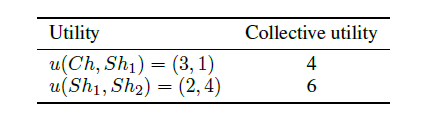 Utility Collective utility
u(Ch, Sh₁) = (3, 1) 4
u(Sh₁, Sh₂) = (2, 4) 6